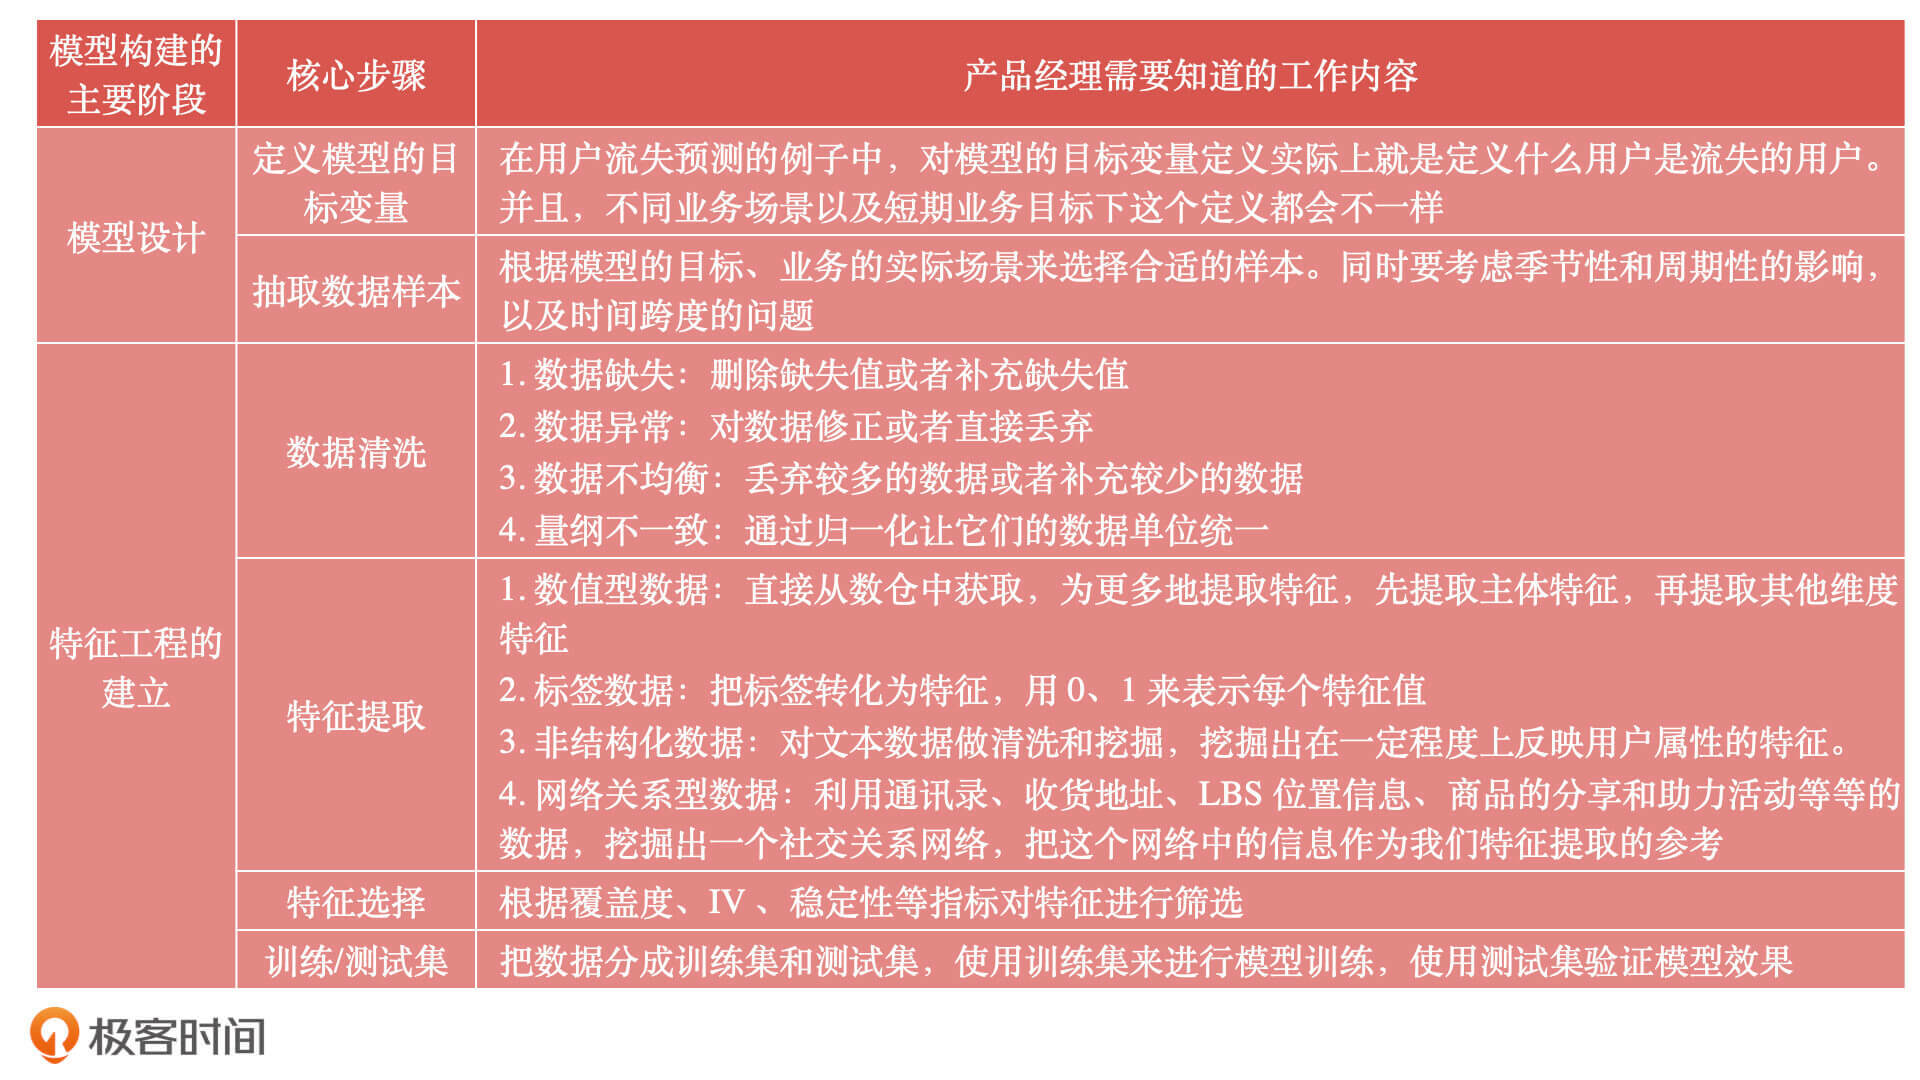 模型构建的
主要阶段
核心步骤
产品经理需要知道的工作内容
模型设计
定义模型的目
标变量
在用户流失预测的例子中，对模型的目标变量定义实际上就是定义什么用户是流失的用户。
并且，不同业务场景以及短期业务目标下这个定义都会不一样
抽取数据样本
根据模型的目标、业务的实际场景来选择合适的样本。同时要考虑季节性和周期性的影响，
以及时间跨度的问题
特征工程的
建立
数据清洗
1. 数据缺失：删除缺失值或者补充缺失值
2. 数据异常：对数据修正或者直接丢弃
3. 数据不均衡：丢弃较多的数据或者补充较少的数据
4. 量纲不一致：通过归一化让它们的数据单位统一
特征提取
1. 数值型数据：直接从数仓中获取，为更多地提取特征，先提取主体特征，再提取其他维度
特征
2. 标签数据：把标签转化为特征，用 0、1 来表示每个特征值
3. 非结构化数据：对文本数据做清洗和挖掘，挖掘出在一定程度上反映用户属性的特征。
4. 网络关系型数据：利用通讯录、收货地址、LBS 位置信息、商品的分享和助力活动等等的
数据，挖掘出一个社交关系网络，把这个网络中的信息作为我们特征提取的参考
特征选择
根据覆盖度、IV 、稳定性等指标对特征进行筛选
训练/测试集
把数据分成训练集和测试集，使用训练集来进行模型训练，使用测试集验证模型效果
极客时间